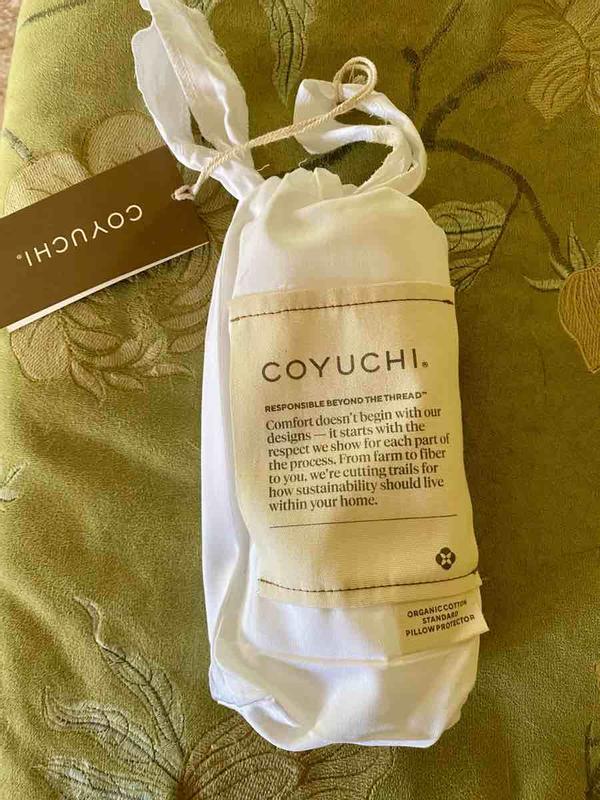 COYUCHI®
COYUCHI®
RESPONSIBLE BEYOND THE THREAD™
Comfort doesn't begin with our
designs — it starts with the
respect we show for each part of
the process. From farm to fiber
to you, we're cutting trails for
how sustainability should live
within your home.
ORGANIC COTTON
STANDARD
PILLOW PROTECTOR